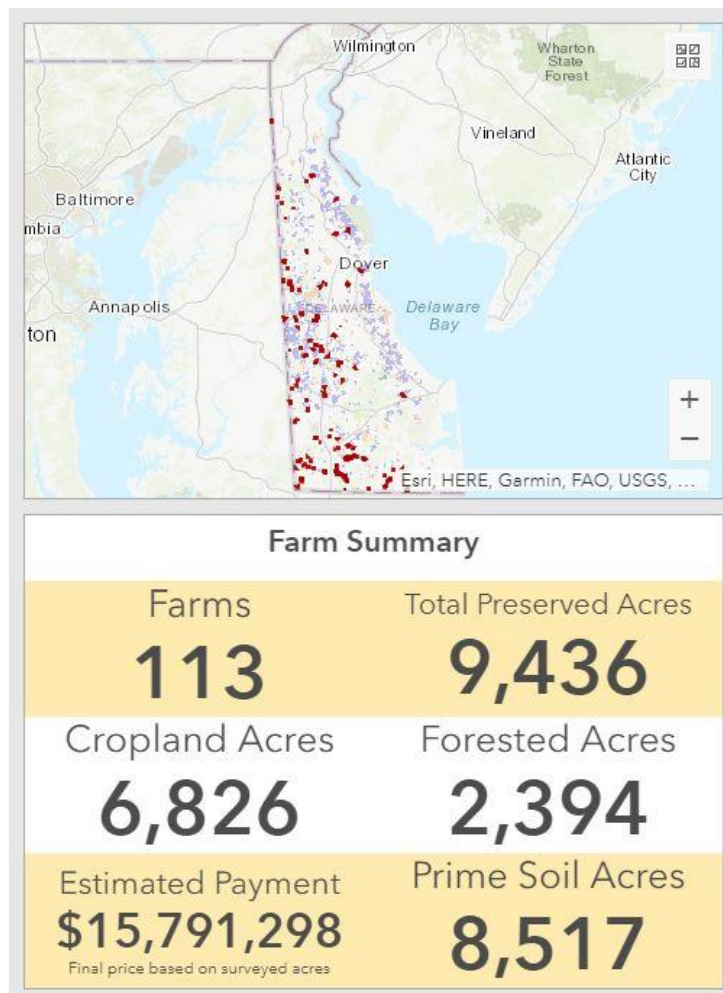 Wilmington
Wharton
State
Forest
Vineland
Atlantic
City
Baltimore
mbia
Dover
Annapolis
DELAWARE
Delaware
Bay
ton
+
−
Esri, HERE, Garmin, FAO, USGS, ...
Farm Summary
Farms
Total Preserved Acres
113
9,436
Cropland Acres
Forested Acres
6,826
2,394
Estimated Payment
Prime Soil Acres
$15,791,298
8,517
Final price based on surveyed acres